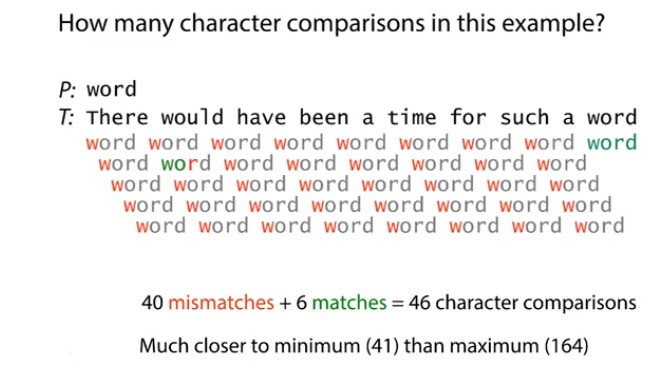 How many character comparisons in this example?
P: word
T: There would have been a time for such a word
word word word word word word word word word
word word word word word word word word
word word word word word word word word
word word word word word word word word
word word word word word word word word
40 mismatches + 6 matches = 46 character comparisons
Much closer to minimum (41) than maximum (164)